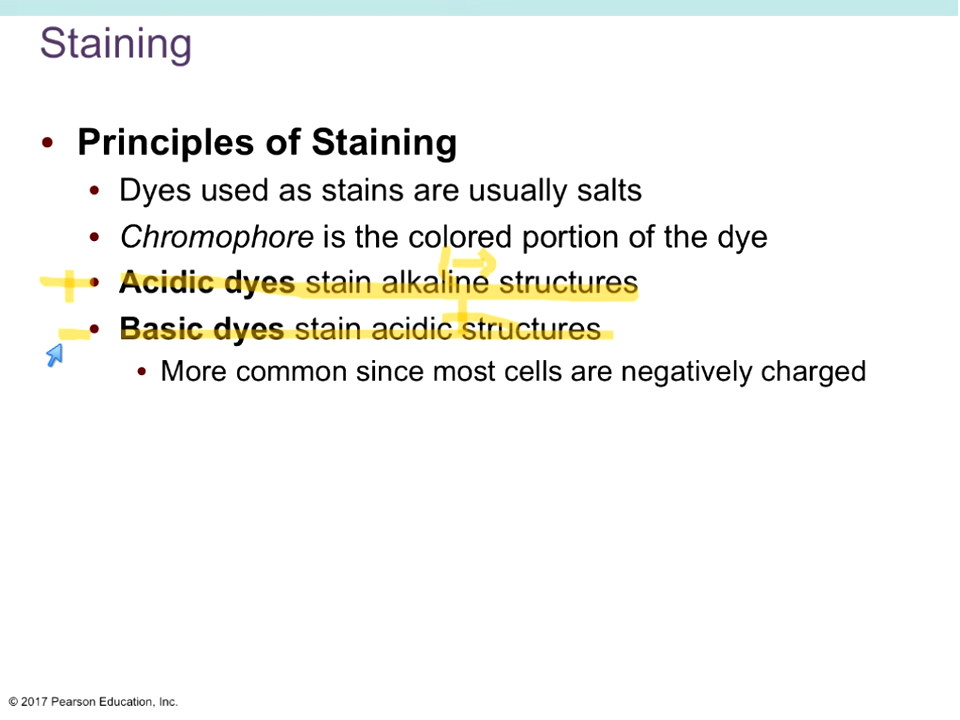 Staining
• Principles of Staining
• Dyes used as stains are usually salts
• Chromophore is the colored portion of the dye
+ • Acidic dyes stain alkaline structures
− • Basic dyes stain acidic structures
• More common since most cells are negatively charged
© 2017 Pearson Education, Inc.